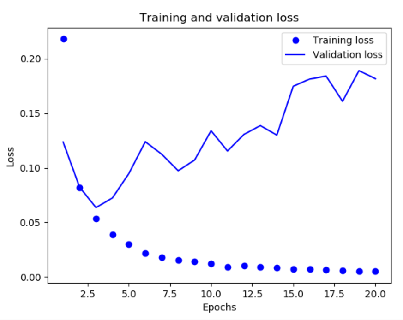 Training and validation loss
Training loss
Validation loss
0.20
0.15
0.10
0.05
0.00
Loss
2.5 5.0 7.5 10.0 12.5 15.0 17.5 20.0
Epochs